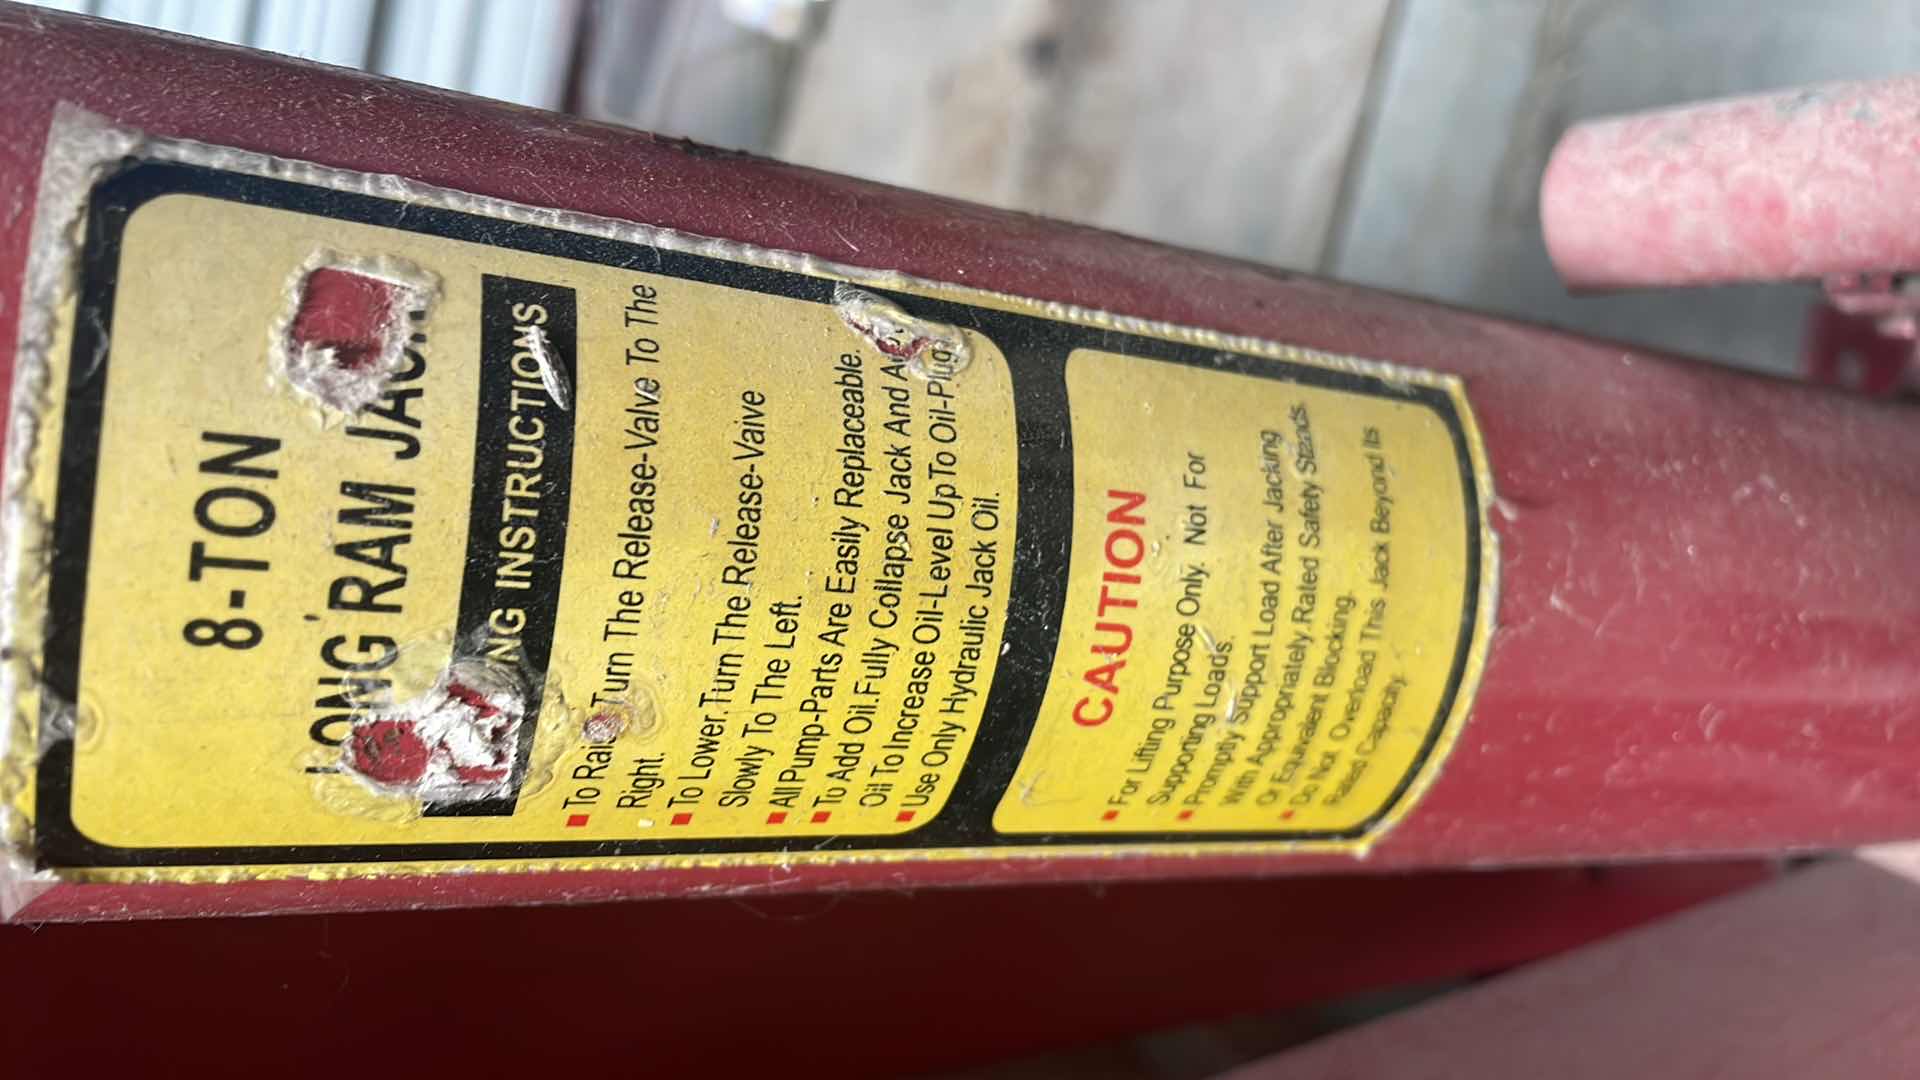 8-TON
LONG RAM JACK
NG INSTRUCTIONS
Turn The Release-Valve To The
Right.
To Lower,Turn The Release-Vaive
Slowly To The Left.
All Pump-Parts Are Easily Replaceable.
To Add Oil.Fully Collapse Jack And
Oil To Increase Oil-Level Up To Oil-Plug
Use Only Hydraulic Jack Oil.
CAUTION
For Lifting Purpose Only. Not For
Supporting Loads.
Promptly Support Load After Jacking
With Appropriately Rated Safety Stands
Or Equivalent Blocking.
Do Not Overload This Jack Beyond Its
Rated Capacity.